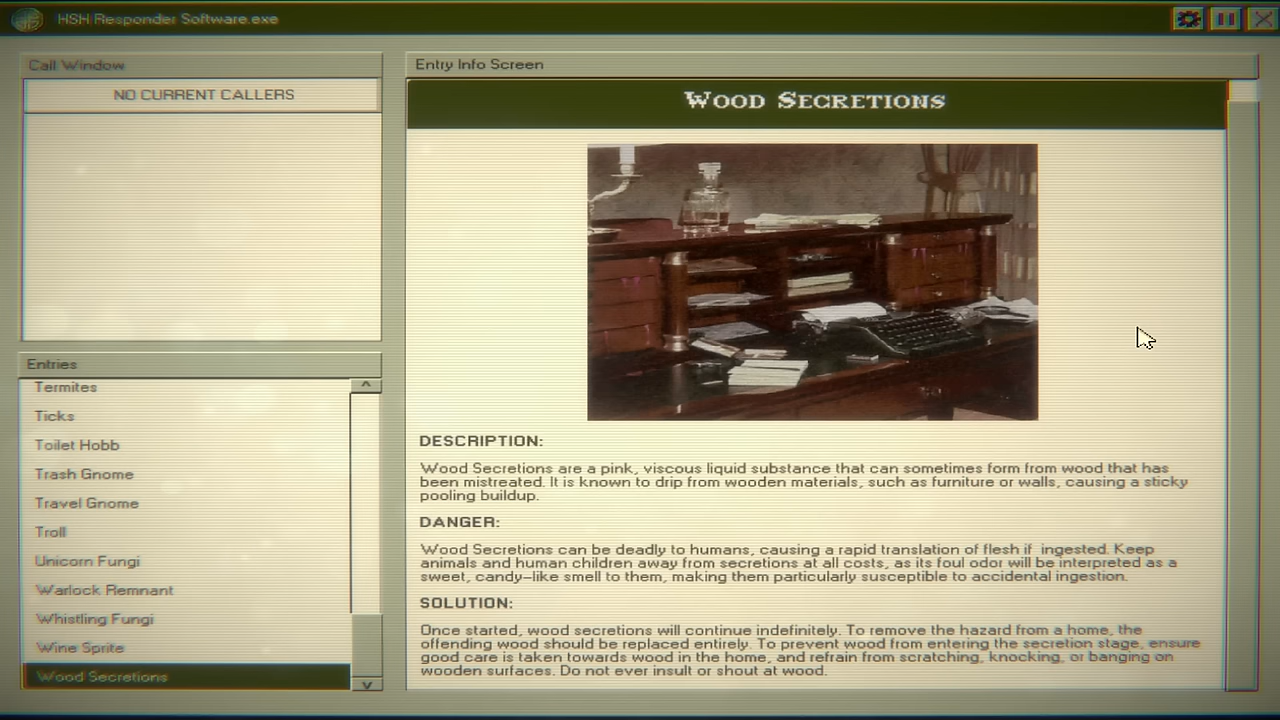 HSH Responder Software.exe
Call Window
NO CURRENT CALLERS
Entries
Termites
Ticks
Toilet Hobb
Trash Gnome
Travel Gnome
Troll
Unicorn Fungi
Warlock Remnant
Whistling Fungi
Wine Sprite
Wood Secretions
Entry Info Screen
Wood Secretions
DESCRIPTION:
Wood Secretions are a pink, viscous liquid substance that can sometimes form from wood that has
been mistreated. It is known to drip from wooden materials, such as furniture or walls, causing a sticky
pooling buildup.
DANGER:
Wood Secretions can be deadly to humans, causing a rapid translation of flesh if ingested. Keep
animals and human children away from secretions at all costs, as its foul odor will be interpreted as a
sweet, candy-like smell to them, making them particularly susceptible to accidental ingestion.
SOLUTION:
Once started, wood secretions will continue indefinitely. To remove the hazard from a home, the
offending wood should be replaced entirely. To prevent wood from entering the secretion stage, ensure
good care is taken towards wood in the home, and refrain from scratching, knocking, or banging on
wooden surfaces. Do not ever insult or shout at wood.